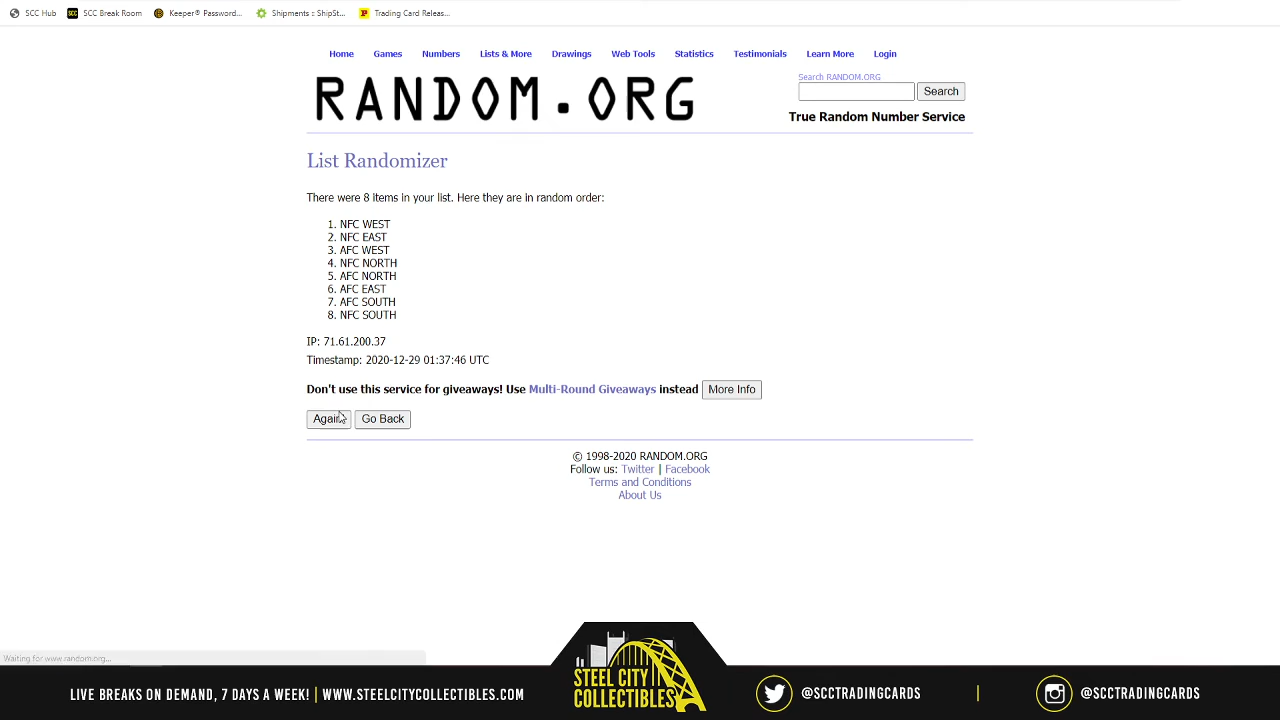 SCC Hub SCC Break Room Keeper® Password... Shipments :: ShipSt... Trading Card Releas...
Home Games Numbers Lists & More Drawings Web Tools Statistics Testimonials Learn More Login
Search RANDOM.ORG
RANDOM.ORG
Search
True Random Number Service
List Randomizer
There were 8 items in your list. Here they are in random order:
1. NFC WEST
2. NFC EAST
3. AFC WEST
4. NFC NORTH
5. AFC NORTH
6. AFC EAST
7. AFC SOUTH
8. NFC SOUTH
IP: 71.61.200.37
Timestamp: 2020-12-29 01:37:46 UTC
Don't use this service for giveaways! Use Multi-Round Giveaways instead More Info
Again Go Back
© 1998-2020 RANDOM.ORG
Follow us: Twitter | Facebook
Terms and Conditions
About Us
Waiting for www.random.org...
LIVE BREAKS ON DEMAND, 7 DAYS A WEEK! | WWW.STEELCITYCOLLECTIBLES.COM
STEEL CITY
COLLECTIBLES
@SCCTRADINGCARDS | @SCCTRADINGCARDS